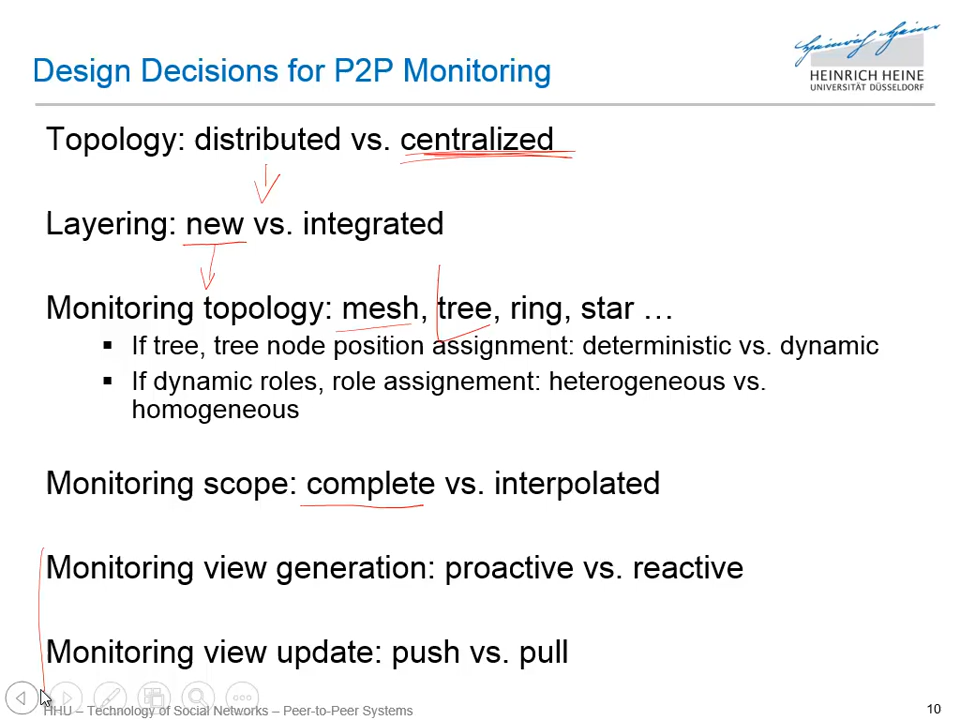 Heinrich Heine
HEINRICH HEINE
UNIVERSITÄT DÜSSELDORF
Design Decisions for P2P Monitoring
Topology: distributed vs. centralized
Layering: new vs. integrated
Monitoring topology: mesh, tree, ring, star …
▪ If tree, tree node position assignment: deterministic vs. dynamic
▪ If dynamic roles, role assignement: heterogeneous vs.
homogeneous
Monitoring scope: complete vs. interpolated
Monitoring view generation: proactive vs. reactive
Monitoring view update: push vs. pull
HHU – Technology of Social Networks – Peer-to-Peer Systems
10